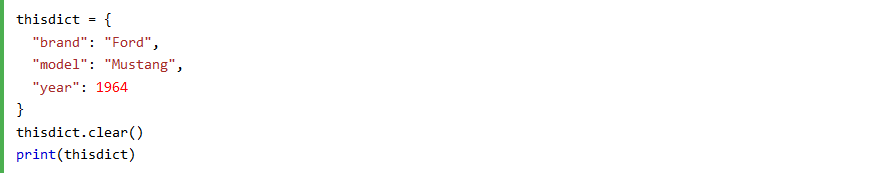 thisdict = {
  "brand": "Ford",
  "model": "Mustang",
  "year": 1964
}
thisdict.clear()
print(thisdict)